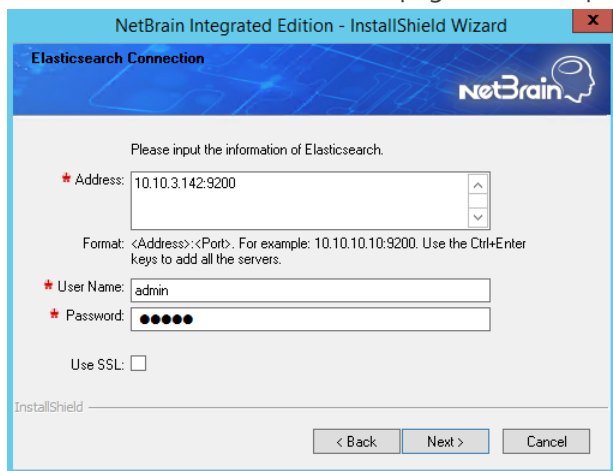 NetBrain Integrated Edition - InstallShield Wizard
x
Elasticsearch Connection
NetBrain
Please input the information of Elasticsearch.
* Address: 10.10.3.142:9200
Format: <Address>:<Port>. For example: 10.10.10.10:9200. Use the Ctrl+Enter
keys to add all the servers.
* User Name: admin
* Password: ●●●●●
Use SSL:
InstallShield
< Back Next > Cancel